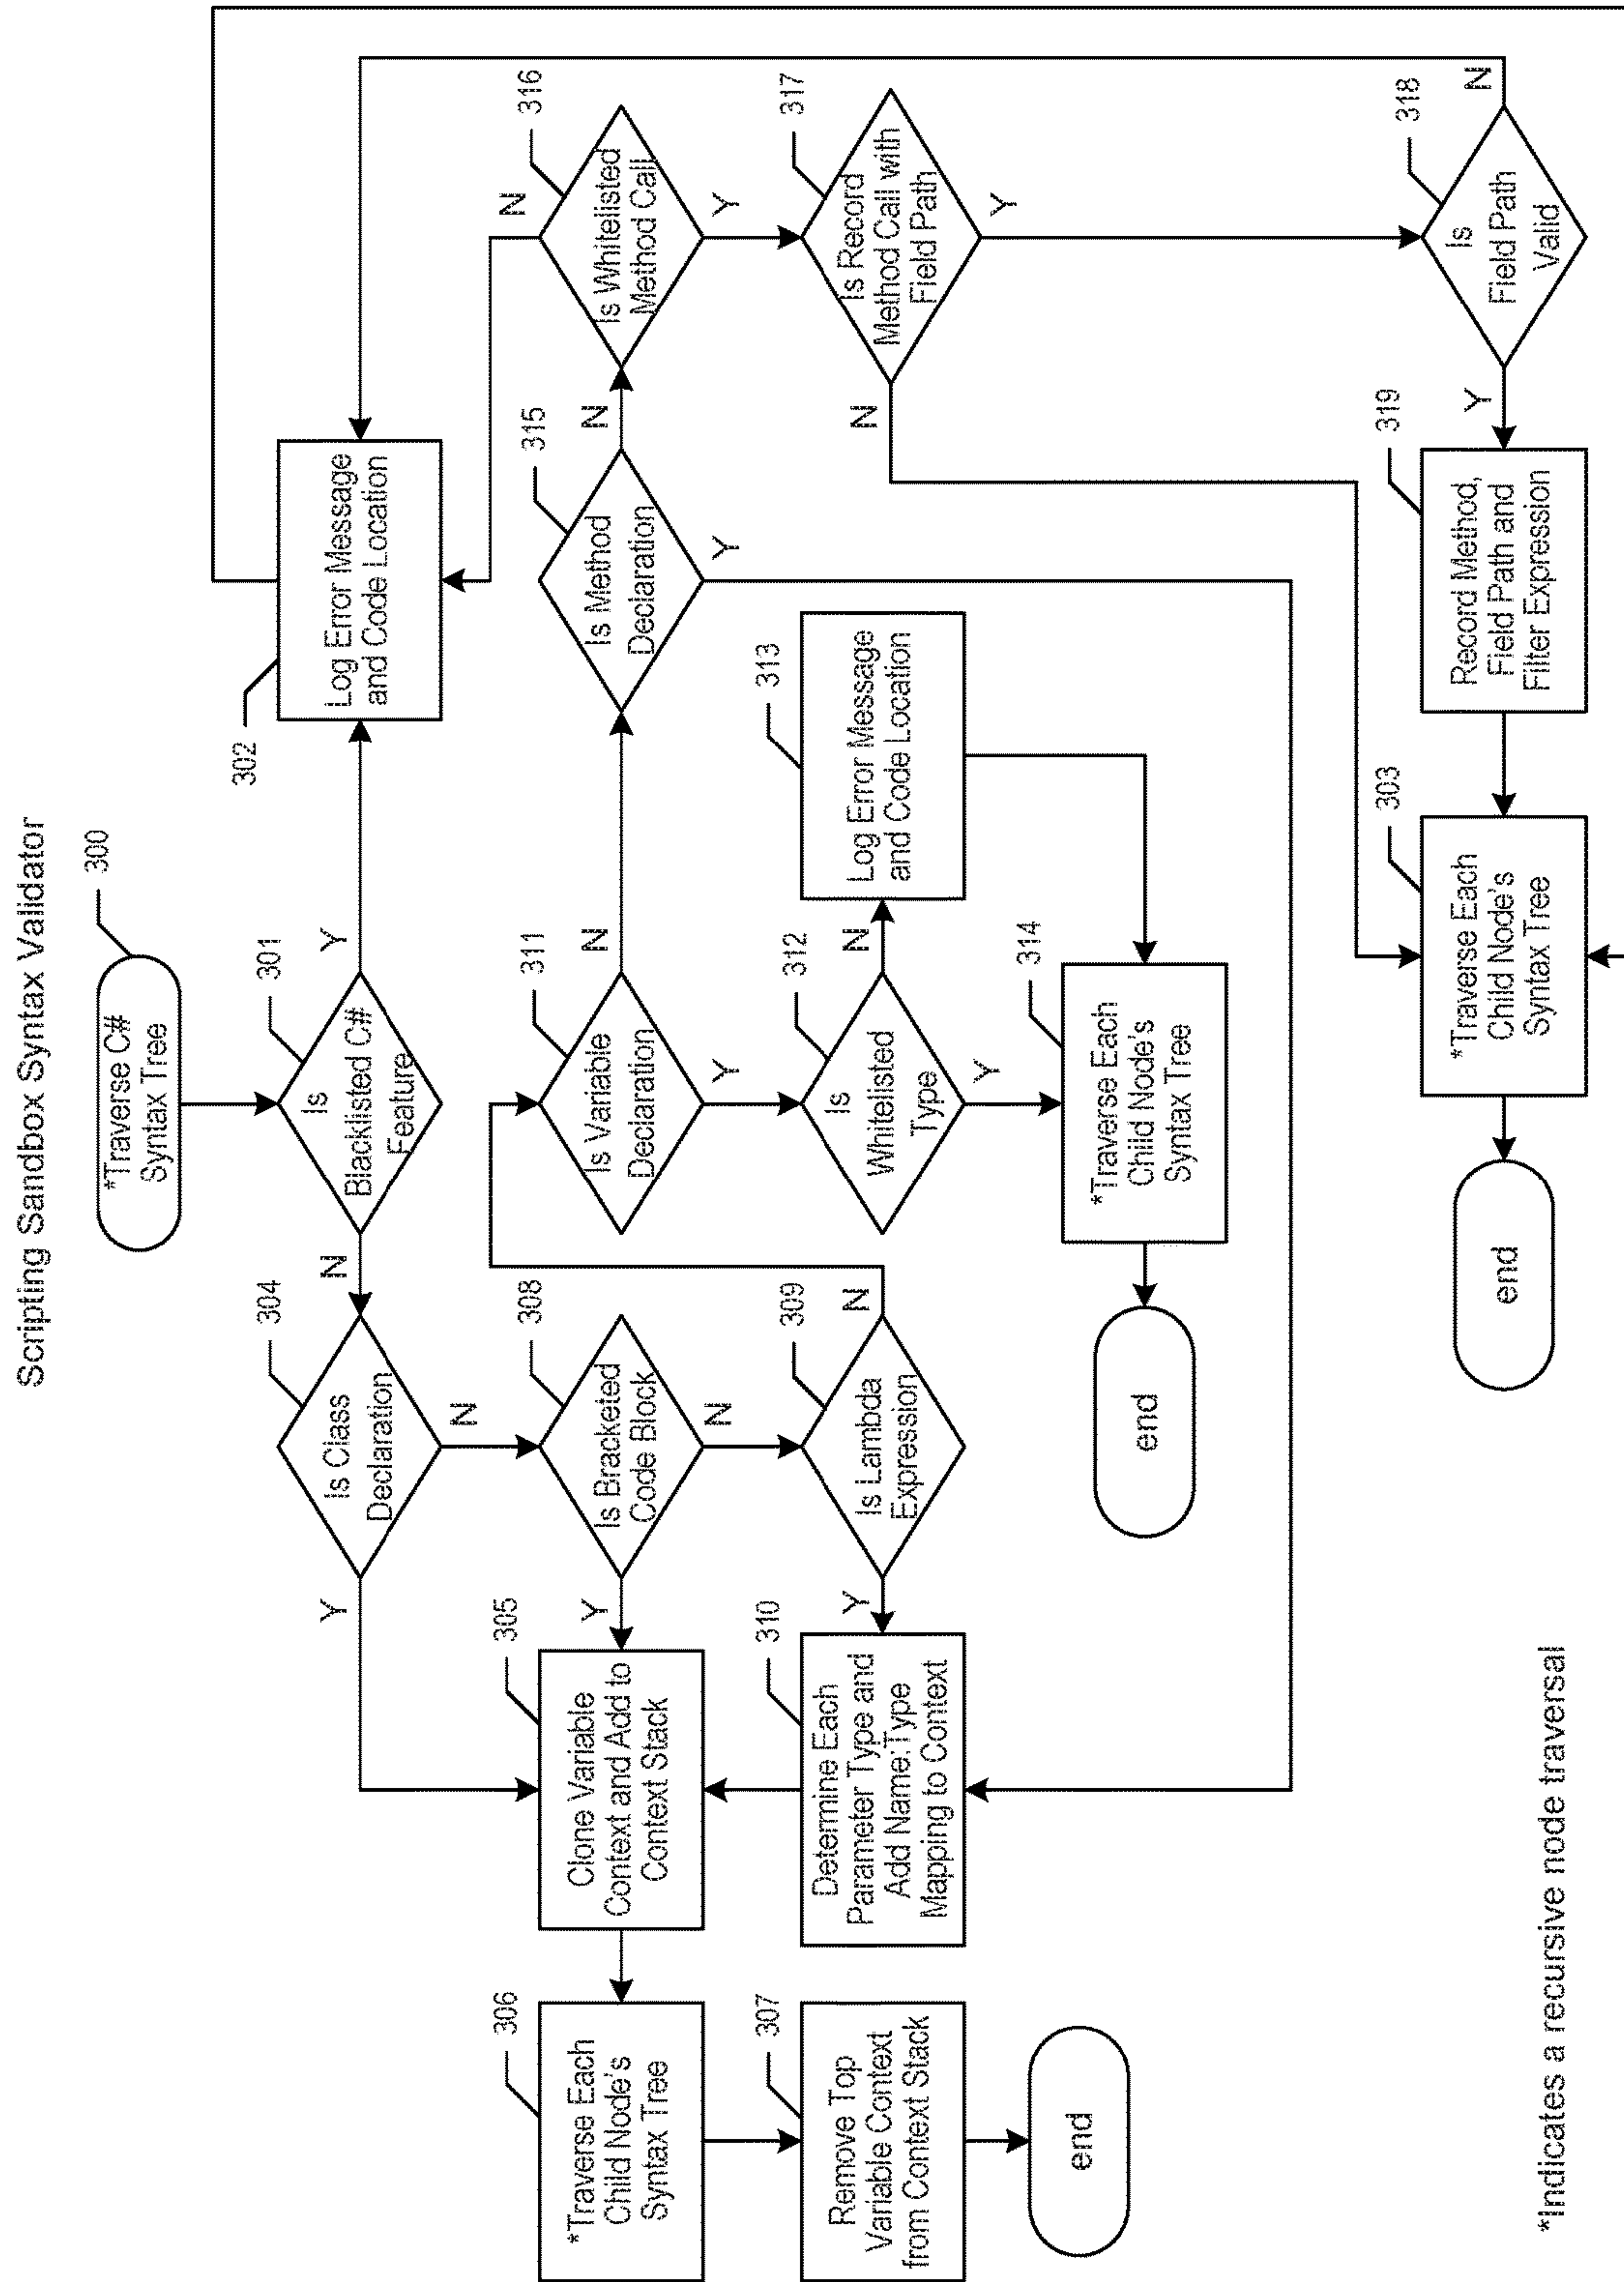 Scripting Sandbox Syntax Validator
300
*Traverse C#
Syntax Tree
301
Is
Blacklisted C#
Feature
Y
N
302
Log Error Message
and Code Location
304
Is Class
Declaration
Y
N
305
Clone Variable
Context and Add to
Context Stack
306
*Traverse Each
Child Node's
Syntax Tree
307
Remove Top
Variable Context
from Context Stack
end
308
Is Bracketed
Code Block
Y
N
309
Is Lambda
Expression
Y
N
310
Determine Each
Parameter Type and
Add Name:Type
Mapping to Context
311
Is Variable
Declaration
N
Y
312
Is
Whitelisted
Type
N
Y
313
Log Error Message
and Code Location
314
*Traverse Each
Child Node's
Syntax Tree
end
315
Is Method
Declaration
N
Y
316
Is Whitelisted
Method Call
N
Y
317
Is Record
Method Call with
Field Path
N
Y
318
Is
Field Path
Valid
N
Y
319
Record Method,
Field Path and
Filter Expression
303
*Traverse Each
Child Node's
Syntax Tree
end
*Indicates a recursive node traversal